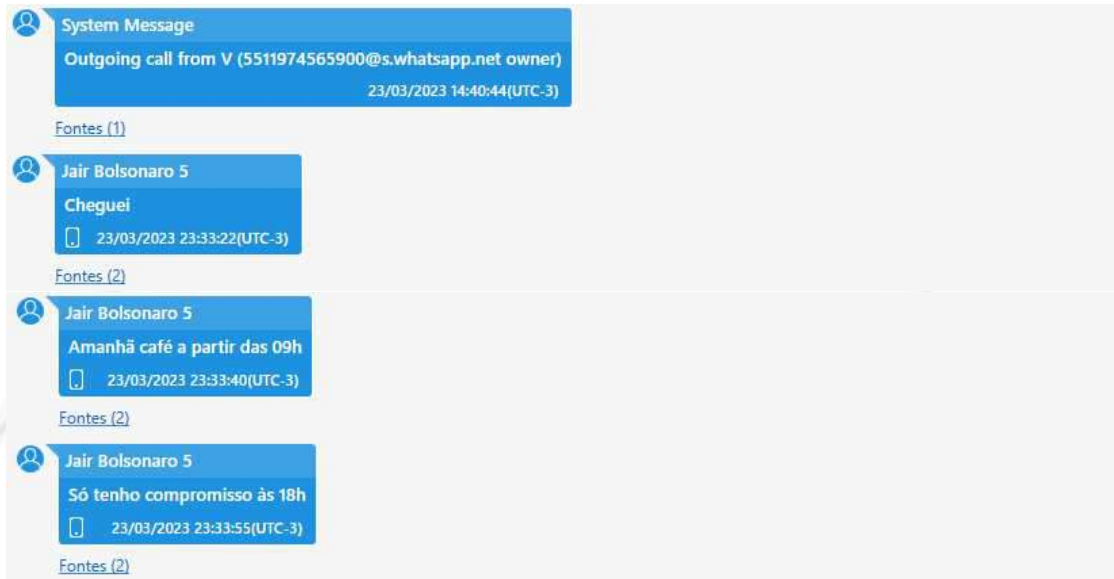 System Message
Outgoing call from V (5511974565900@s.whatsapp.net owner)
23/03/2023 14:40:44(UTC-3)
Fontes (1)
Jair Bolsonaro 5
Cheguei
23/03/2023 23:33:22(UTC-3)
Fontes (2)
Jair Bolsonaro 5
Amanhã café a partir das 09h
23/03/2023 23:33:40(UTC-3)
Fontes (2)
Jair Bolsonaro 5
Só tenho compromisso às 18h
23/03/2023 23:33:55(UTC-3)
Fontes (2)